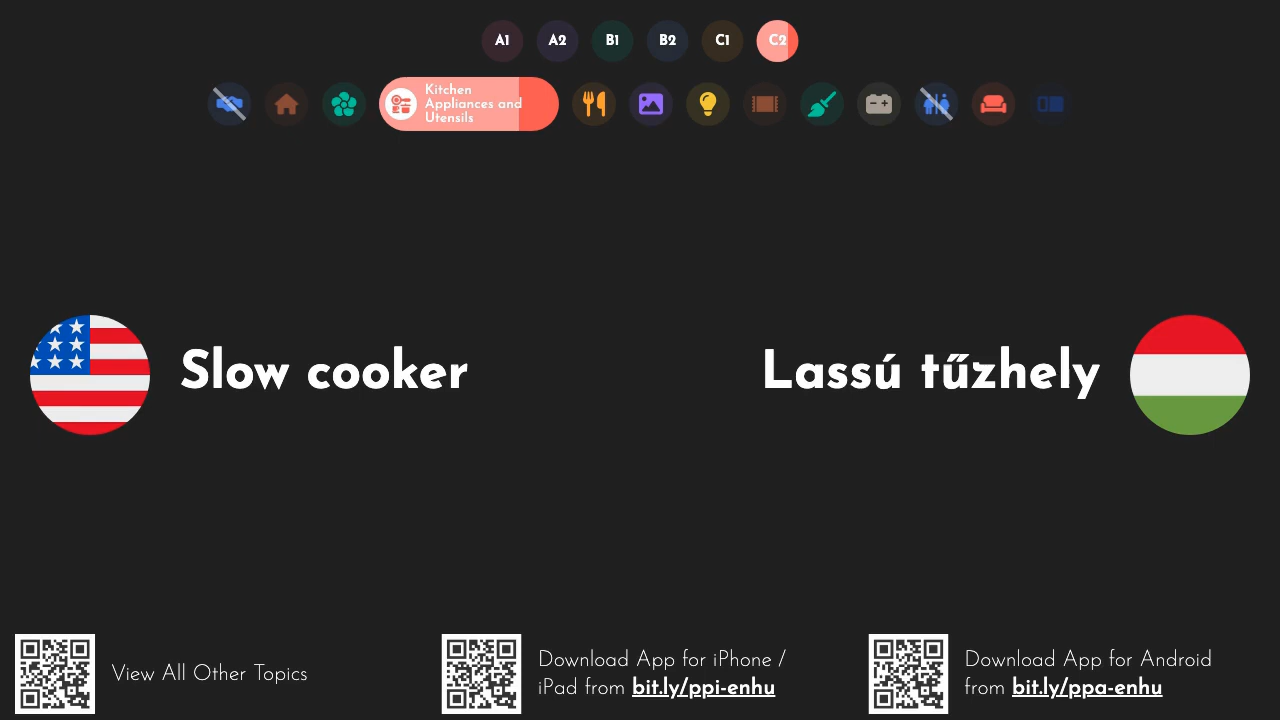 A1 A2 B1 B2 C1 C2
Kitchen
Appliances and
Utensils
Slow cooker
Lassú tűzhely
View All Other Topics
Download App for iPhone /
iPad from bit.ly/ppi-enhu
Download App for Android
from bit.ly/ppa-enhu